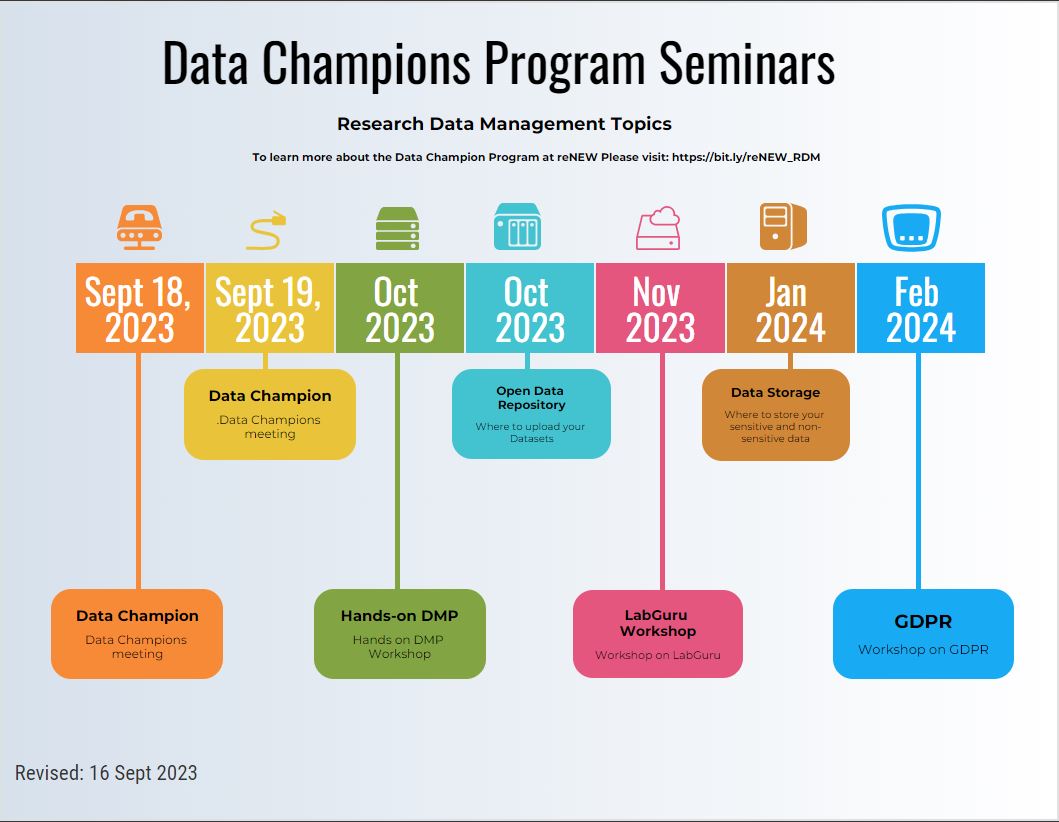 Data Champions Program Seminars
Research Data Management Topics
To learn more about the Data Champion Program at reNEW Please visit: https://bit.ly/reNEW_RDM
Sept 18,
2023
Sept 19,
2023
Oct
2023
Oct
2023
Nov
2023
Jan
2024
Feb
2024
Data Champion
.Data Champions
meeting
Open Data
Repository
Where to upload your
Datasets
Data Storage
Where to store your
sensitive and non-
sensitive data
Data Champion
Data Champions
meeting
Hands-on DMP
Hands on DMP
Workshop
LabGuru
Workshop
Workshop on LabGuru
GDPR
Workshop on GDPR
Revised: 16 Sept 2023